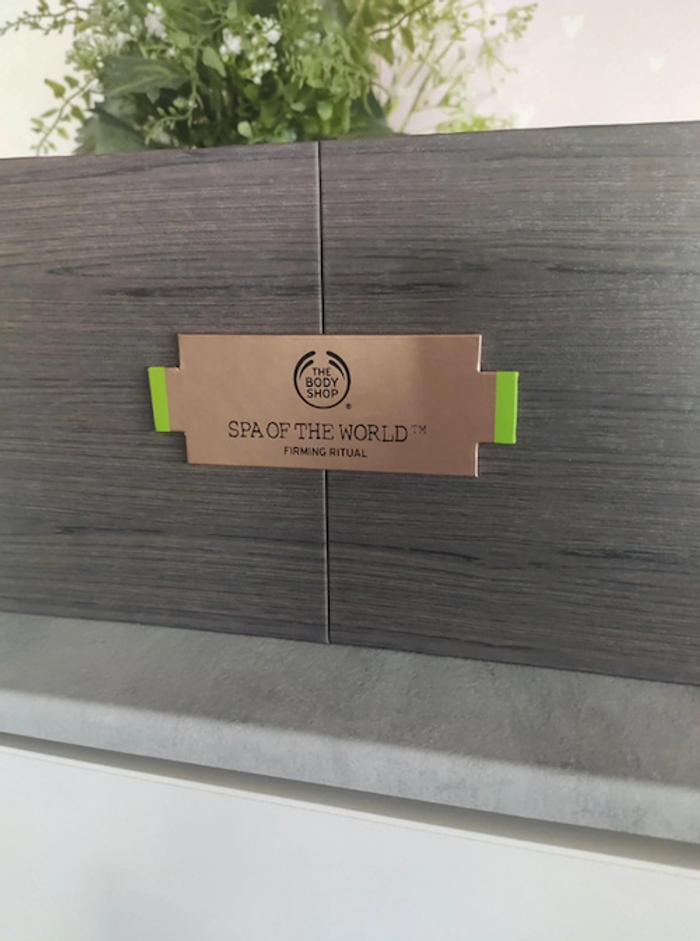 THE
BODY
SHOP
®
SPA OF THE WORLD™
FIRMING RITUAL